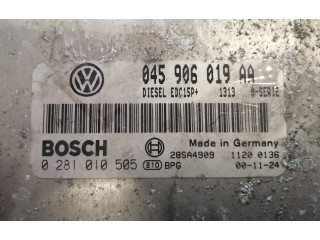 045 906 019 AA
DIESEL EDC15P+ 1313 0-SERIE
BOSCH
Made in Germany
28SA4909 1120 0136
0 281 010 505 810 BPG 00-11-24